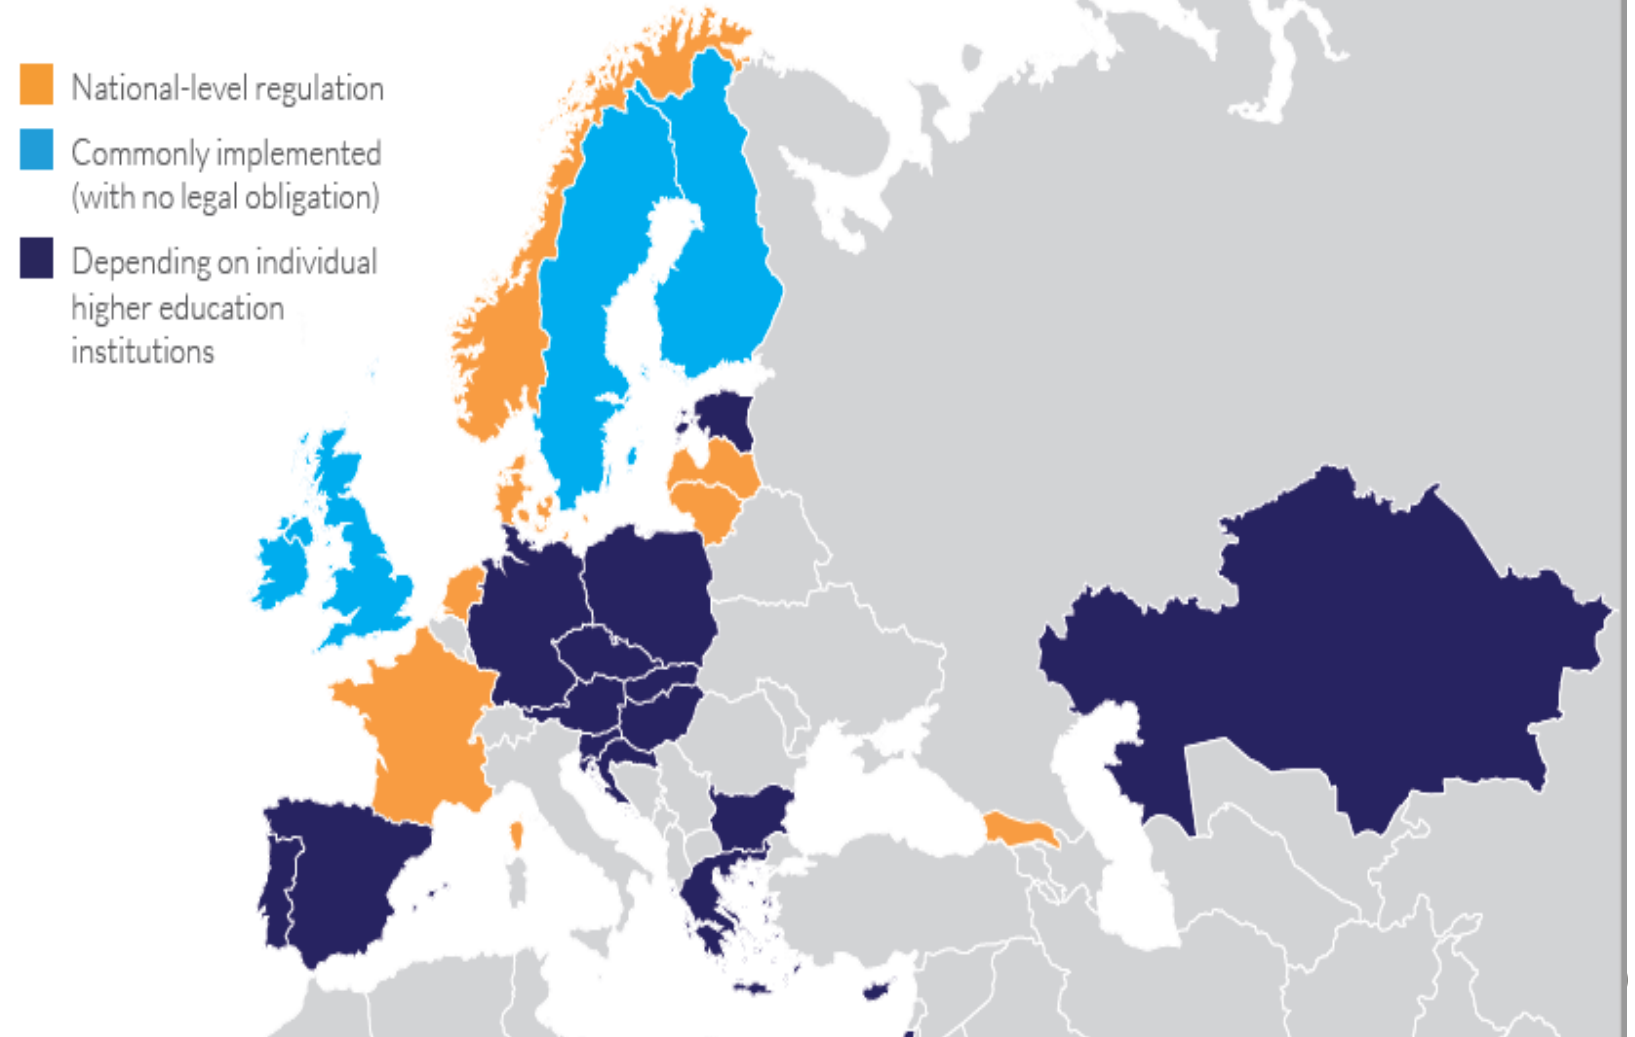 National-level regulation
Commonly implemented
(with no legal obligation)
Depending on individual
higher education
institutions